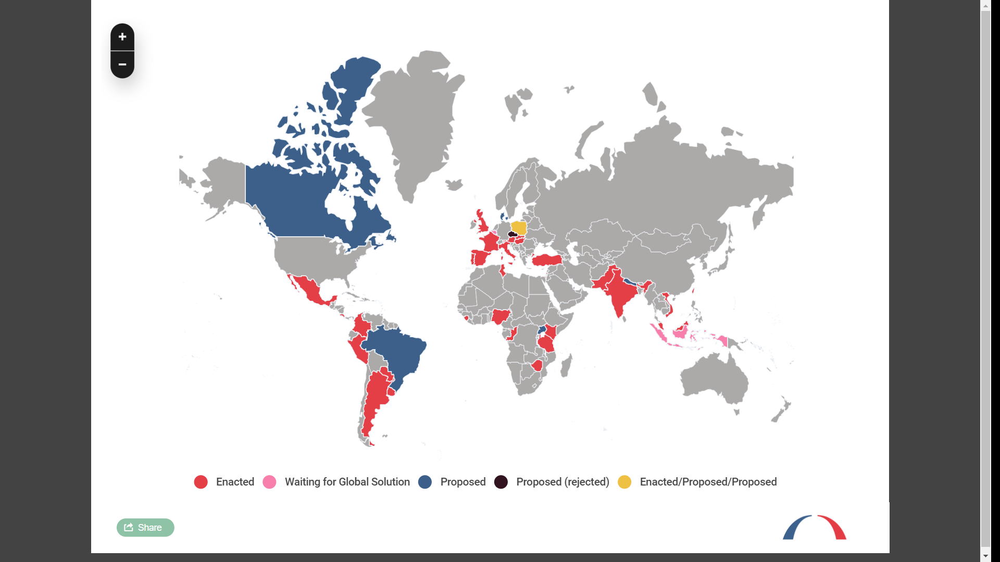 +
−
Enacted
Waiting for Global Solution
Proposed
Proposed (rejected)
Enacted/Proposed/Proposed
Share